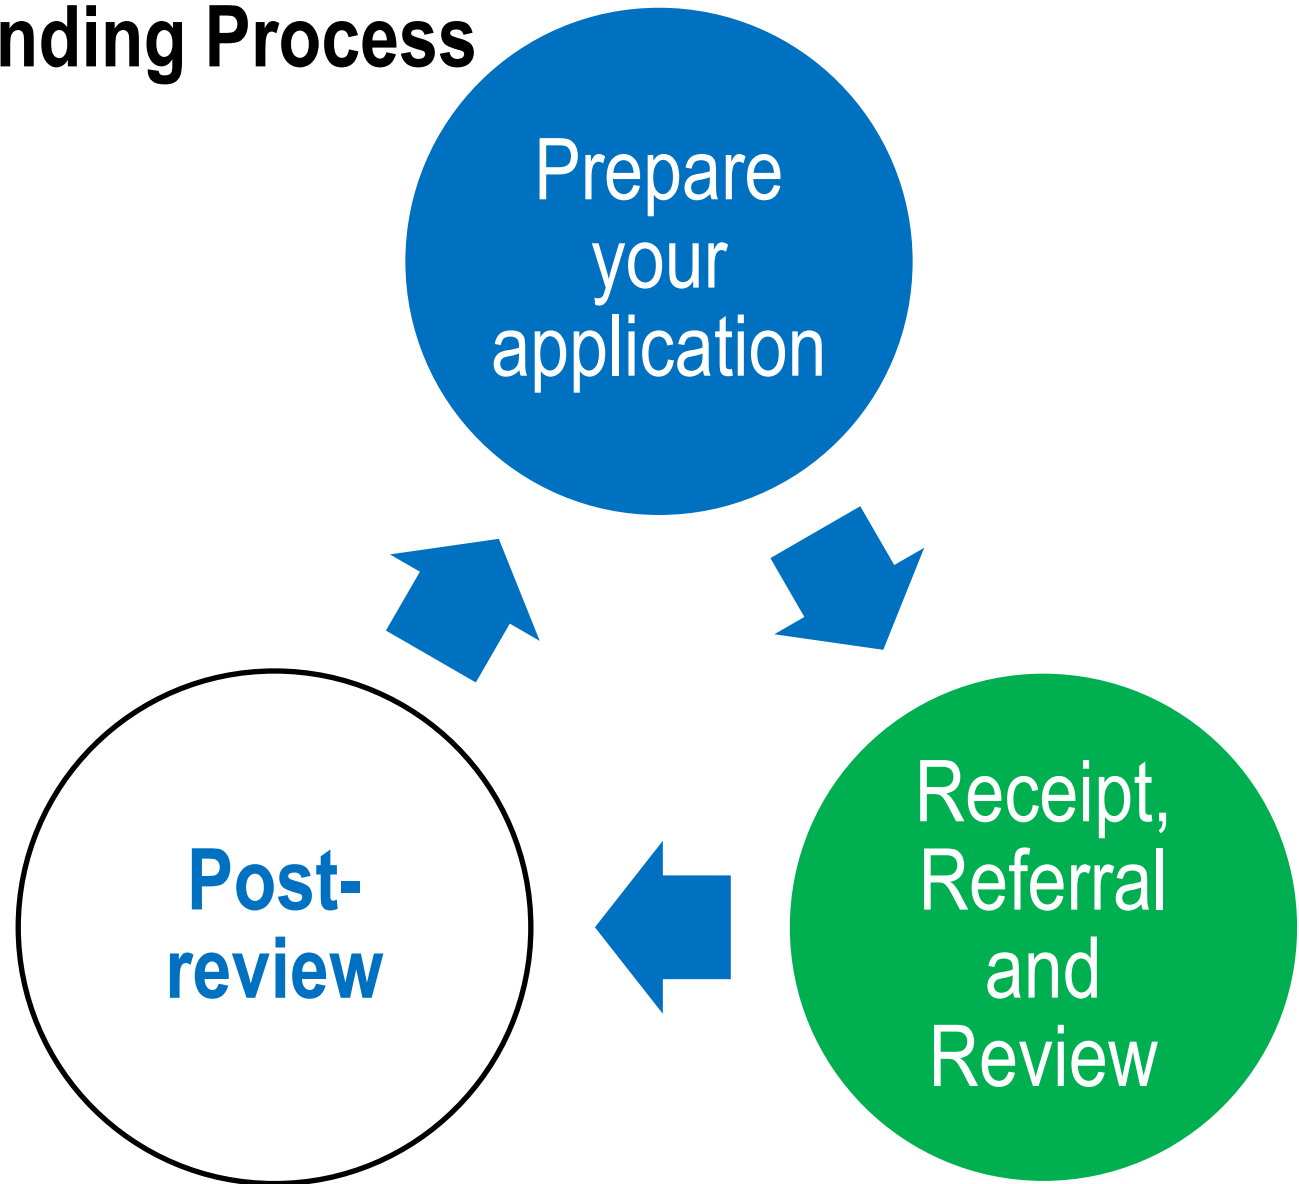 nding Process
Prepare
your
application
Receipt,
Referral
and
Review
Post-
review